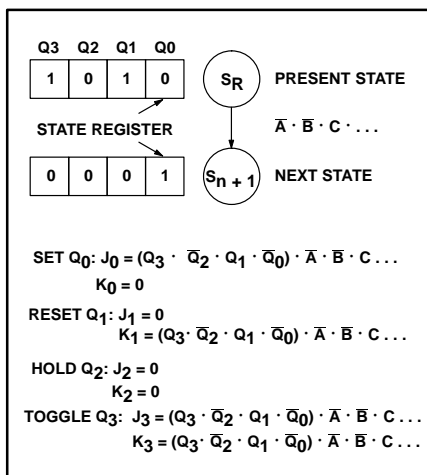 Q3 Q2 Q1 Q0
1 0 1 0
SR
PRESENT STATE
STATE REGISTER
A̅ · B̅ · C · . . .
0 0 0 1
Sn + 1
NEXT STATE
SET Q0: J0 = (Q3 · Q̅2 · Q1 · Q̅0) · A̅ · B̅ · C . . .
K0 = 0
RESET Q1: J1 = 0
K1 = (Q3 · Q̅2 · Q1 · Q̅0) · A̅ · B̅ · C . . .
HOLD Q2: J2 = 0
K2 = 0
TOGGLE Q3: J3 = (Q3 · Q̅2 · Q1 · Q̅0) · A̅ · B̅ · C . . .
K3 = (Q3 · Q̅2 · Q1 · Q̅0) · A̅ · B̅ · C . . .